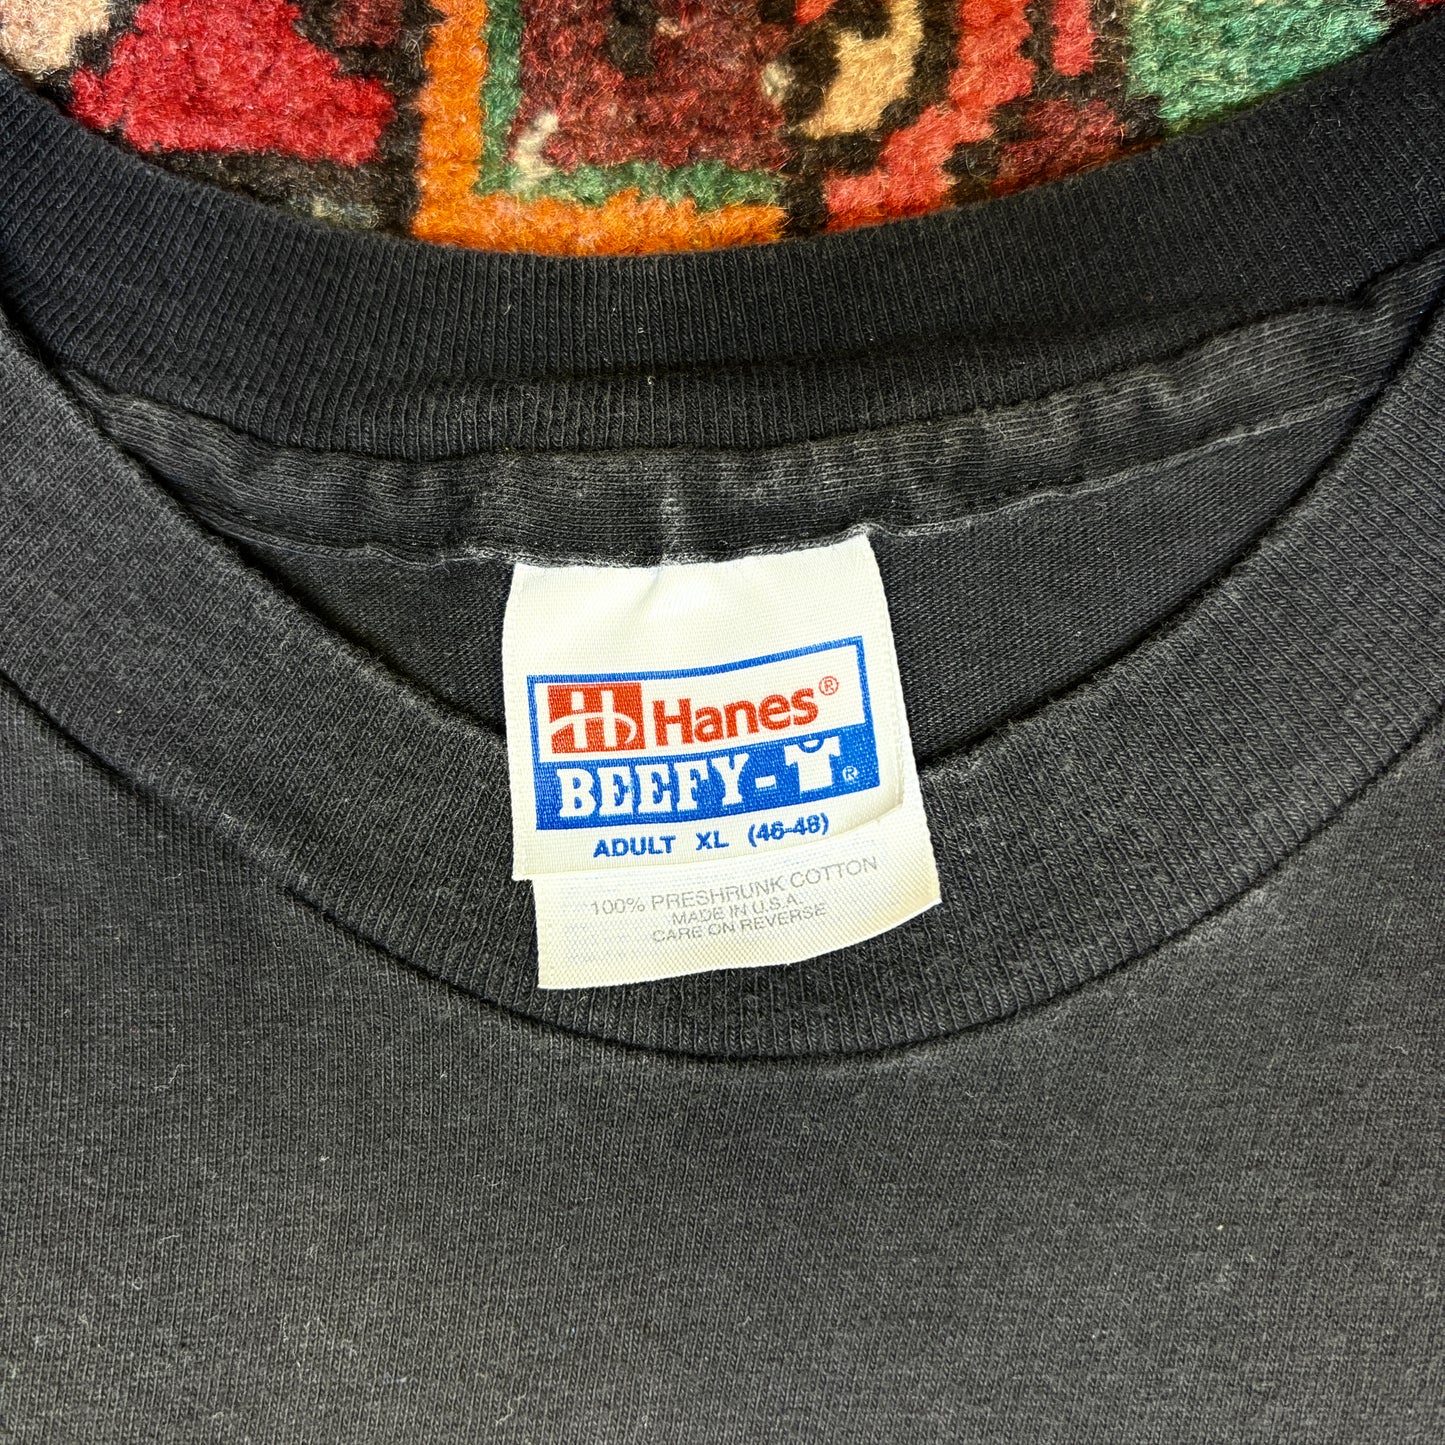 Hanes®
BEEFY-T®
ADULT XL (46-48)
100% PRESHRUNK COTTON
MADE IN U.S.A.
CARE ON REVERSE